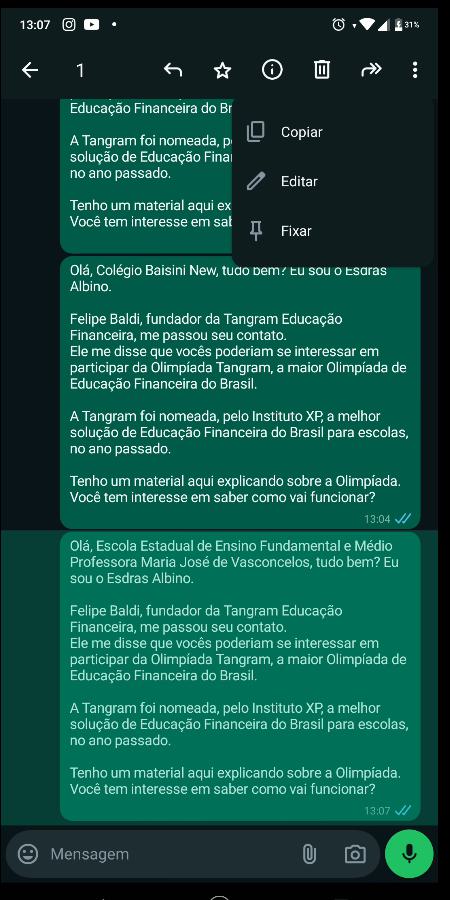 13:07
31%
1
Educação Financeira do Br
Copiar
A Tangram foi nomeada, p
solução de Educação Finan
no ano passado.
Editar
Tenho um material aqui ex
Você tem interesse em sab
Fixar
Olá, Colégio Baisini New, tudo bem? Eu sou o Esdras
Albino.
Felipe Baldi, fundador da Tangram Educação
Financeira, me passou seu contato.
Ele me disse que vocês poderiam se interessar em
participar da Olimpíada Tangram, a maior Olimpíada de
Educação Financeira do Brasil.
A Tangram foi nomeada, pelo Instituto XP, a melhor
solução de Educação Financeira do Brasil para escolas,
no ano passado.
Tenho um material aqui explicando sobre a Olimpíada.
Você tem interesse em saber como vai funcionar?
13:04
Olá, Escola Estadual de Ensino Fundamental e Médio
Professora Maria José de Vasconcelos, tudo bem? Eu
sou o Esdras Albino.
Felipe Baldi, fundador da Tangram Educação
Financeira, me passou seu contato.
Ele me disse que vocês poderiam se interessar em
participar da Olimpíada Tangram, a maior Olimpíada de
Educação Financeira do Brasil.
A Tangram foi nomeada, pelo Instituto XP, a melhor
solução de Educação Financeira do Brasil para escolas,
no ano passado.
Tenho um material aqui explicando sobre a Olimpíada.
Você tem interesse em saber como vai funcionar?
13:07
Mensagem